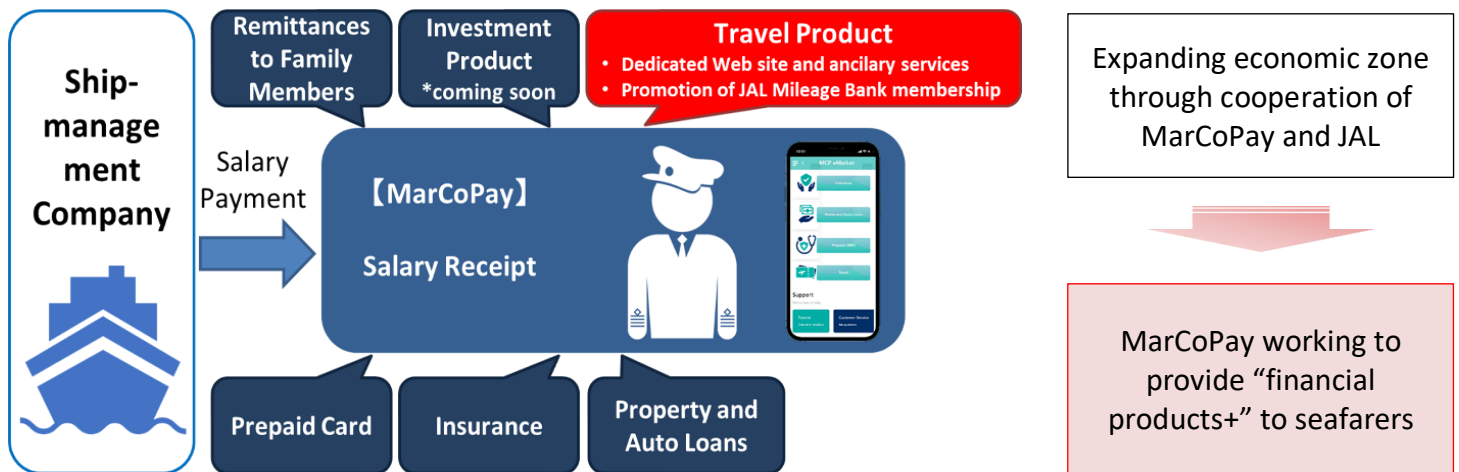 Ship-
manage
ment
Company
Salary
Payment
Remittances
to Family
Members
Investment
Product
*coming soon
Travel Product
• Dedicated Web site and ancilary services
• Promotion of JAL Mileage Bank membership
【MarCoPay】
Salary Receipt
MCP eMarket
Support
Customer Service
Prepaid Card
Insurance
Property and
Auto Loans
Expanding economic zone
through cooperation of
MarCoPay and JAL
MarCoPay working to
provide “financial
products+” to seafarers